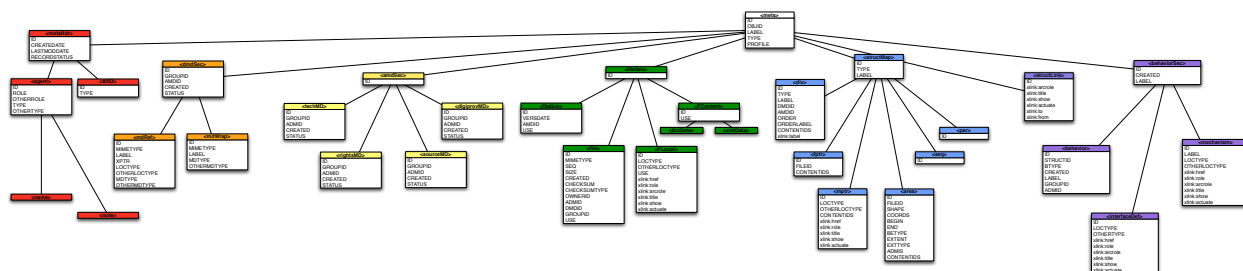 <mets>
ID
OBJID
LABEL
TYPE
PROFILE
<metsHdr>
ID
CREATEDATE
LASTMODDATE
RECORDSTATUS
<agent>
ID
ROLE
OTHERROLE
TYPE
OTHERTYPE
ID
TYPE
<name>
<note>
<dmdSec>
ID
GROUPID
AMDID
CREATED
STATUS
<mdRef>
ID
MIMETYPE
LABEL
XPTR
LOCTYPE
OTHERLOCTYPE
MDTYPE
OTHERMDTYPE
<mdWrap>
ID
MIMETYPE
LABEL
MDTYPE
OTHERMDTYPE
<amdSec>
ID
<techMD>
ID
GROUPID
ADMID
CREATED
STATUS
<rightsMD>
ID
GROUPID
ADMID
CREATED
STATUS
<sourceMD>
ID
GROUPID
ADMID
CREATED
STATUS
<digiprovMD>
ID
GROUPID
ADMID
CREATED
STATUS
<fileSec>
ID
<fileGrp>
ID
VERSDATE
AMDID
USE
<file>
ID
MIMETYPE
SEQ
SIZE
CREATED
CHECKSUM
CHECKSUMTYPE
OWNERID
ADMID
DMDID
GROUPID
USE
<FLocat>
ID
LOCTYPE
OTHERLOCTYPE
USE
xlink:href
xlink:role
xlink:arcrole
xlink:title
xlink:show
xlink:actuate
<FContent>
ID
USE
<binData>
<xmlData>
<structMap>
ID
TYPE
LABEL
<div>
ID
TYPE
LABEL
DMDID
AMDID
ORDER
ORDERLABEL
CONTENTIDS
xlink:label
<fptr>
ID
FILEID
CONTENTIDS
<mptr>
ID
LOCTYPE
OTHERLOCTYPE
CONTENTIDS
xlink:href
xlink:role
xlink:title
xlink:show
xlink:actuate
<area>
ID
FILEID
SHAPE
COORDS
BEGIN
END
BETYPE
EXTENT
EXTTYPE
ADMIS
CONTENTIDS
<seq>
ID
<par>
ID
<structLink>
ID
xlink:arcrole
xlink:title
xlink:show
xlink:actuate
xlink:to
xlink:from
<behaviorSec>
ID
CREATED
LABEL
<behavior>
ID
STRUCTID
BTYPE
CREATED
LABEL
GROUPID
ADMID
<interfaceDef>
ID
LOCTYPE
OTHERTYPE
xlink:href
xlink:role
xlink:arcrole
xlink:title
xlink:show
xlink:actuate
<mechanism>
ID
LABEL
LOCTYPE
OTHERLOCTYPE
xlink:href
xlink:role
xlink:arcrole
xlink:title
xlink:show
xlink:actuate